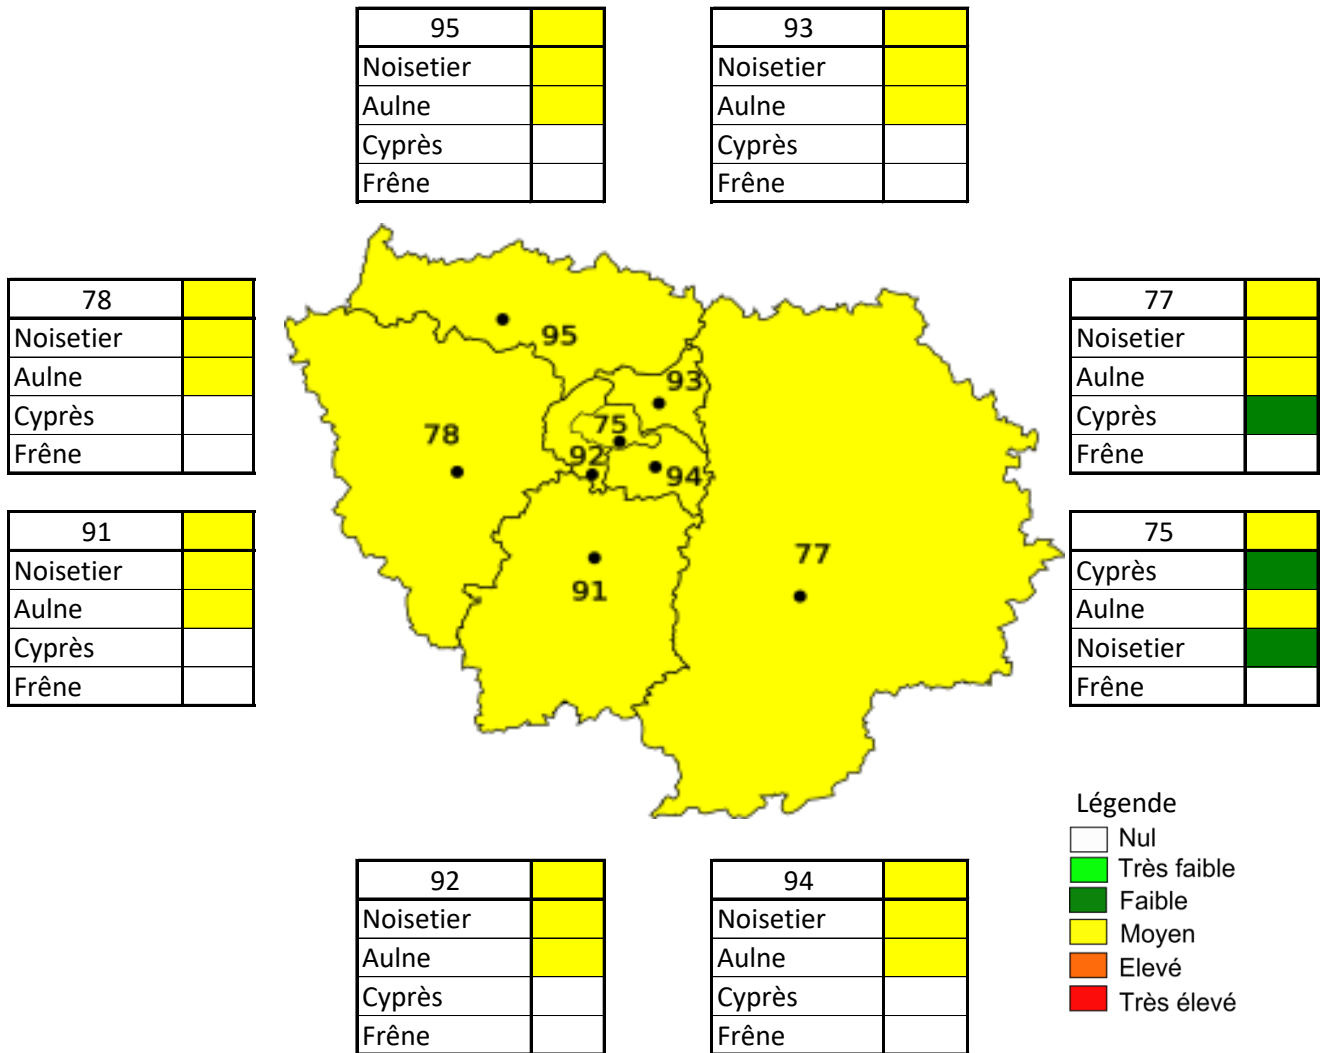 95
Noisetier
Aulne
Cyprès
Frêne
93
Noisetier
Aulne
Cyprès
Frêne
78
Noisetier
Aulne
Cyprès
Frêne
91
Noisetier
Aulne
Cyprès
Frêne
95
93
75
78
92
94
77
91
77
Noisetier
Aulne
Cyprès
Frêne
75
Cyprès
Aulne
Noisetier
Frêne
92
Noisetier
Aulne
Cyprès
Frêne
94
Noisetier
Aulne
Cyprès
Frêne
Légende
Nul
Très faible
Faible
Moyen
Elevé
Très élevé